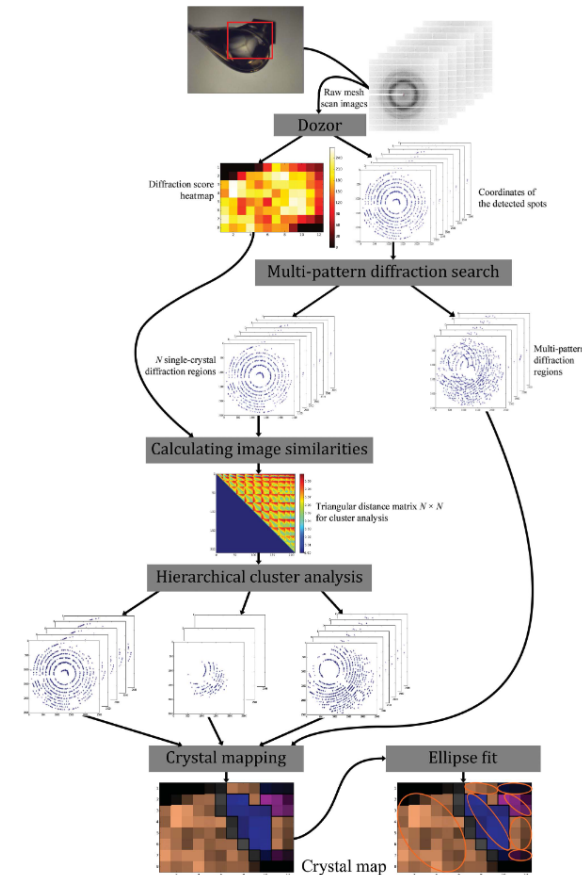 Raw mesh
scan images
Dozor
Diffraction score
heatmap
Coordinates of
the detected spots
Multi-pattern diffraction search
N single-crystal
diffraction regions
Multi-pattern
diffraction
regions
Calculating image similarities
Triangular distance matrix N × N
for cluster analysis
Hierarchical cluster analysis
Crystal mapping
Ellipse fit
Crystal map